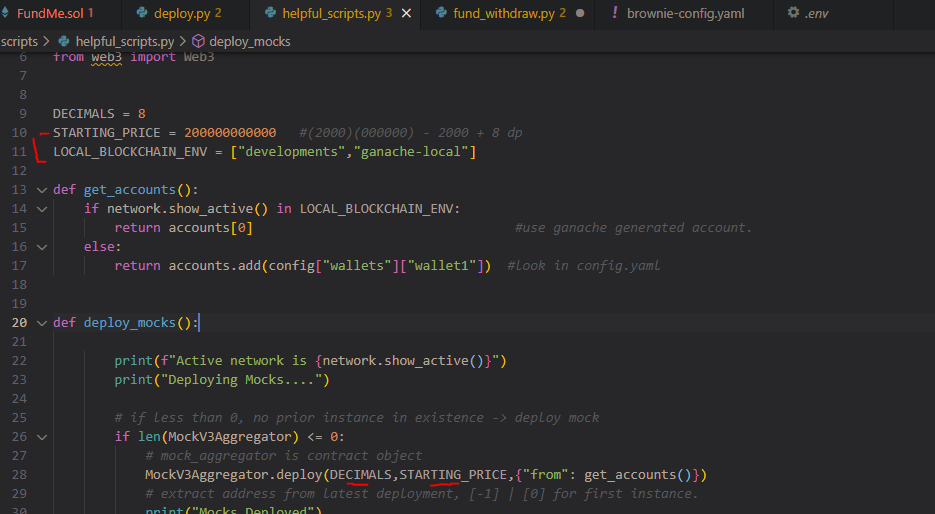 FundMe.sol 1 deploy.py 2 helpful_scripts.py 3 fund_withdraw.py 2 ! brownie-config.yaml .env
scripts > helpful_scripts.py > deploy_mocks
6 from web3 import Web3
7
8
9 DECIMALS = 8
10 STARTING_PRICE = 200000000000 #(2000)(000000) - 2000 + 8 dp
11 LOCAL_BLOCKCHAIN_ENV = ["developments","ganache-local"]
12
13 def get_accounts():
14 if network.show_active() in LOCAL_BLOCKCHAIN_ENV:
15 return accounts[0] #use ganache generated account.
16 else:
17 return accounts.add(config["wallets"]["wallet1"]) #look in config.yaml
18
19
20 def deploy_mocks():
21
22 print(f"Active network is {network.show_active()}")
23 print("Deploying Mocks....")
24
25 # if less than 0, no prior instance in existence -> deploy mock
26 if len(MockV3Aggregator) <= 0:
27 # mock_aggregator is contract object
28 MockV3Aggregator.deploy(DECIMALS,STARTING_PRICE,{"from": get_accounts()})
29 # extract address from latest deployment, [-1] | [0] for first instance.
30 print("Mocks Deployed")